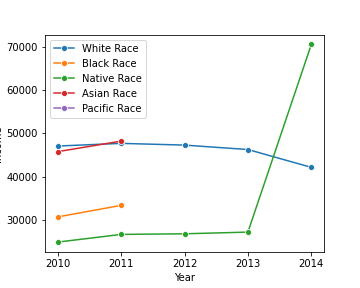 White Race
Black Race
Native Race
Asian Race
Pacific Race
70000
60000
50000
40000
30000
2010
2011
2012
2013
2014
Year